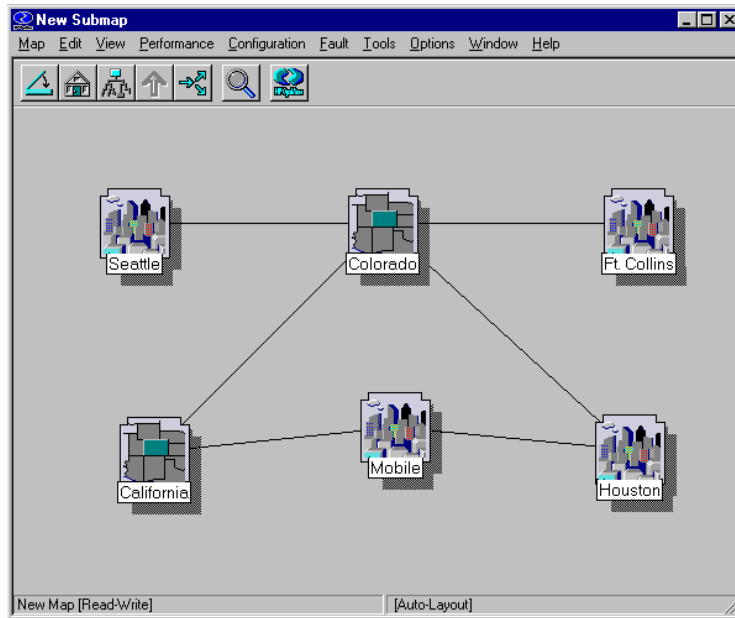 New Submap
Map Edit View Performance Configuration Fault Tools Options Window Help
Seattle
Colorado
Ft. Collins
California
Mobile
Houston
New Map [Read-Write]
[Auto-Layout]